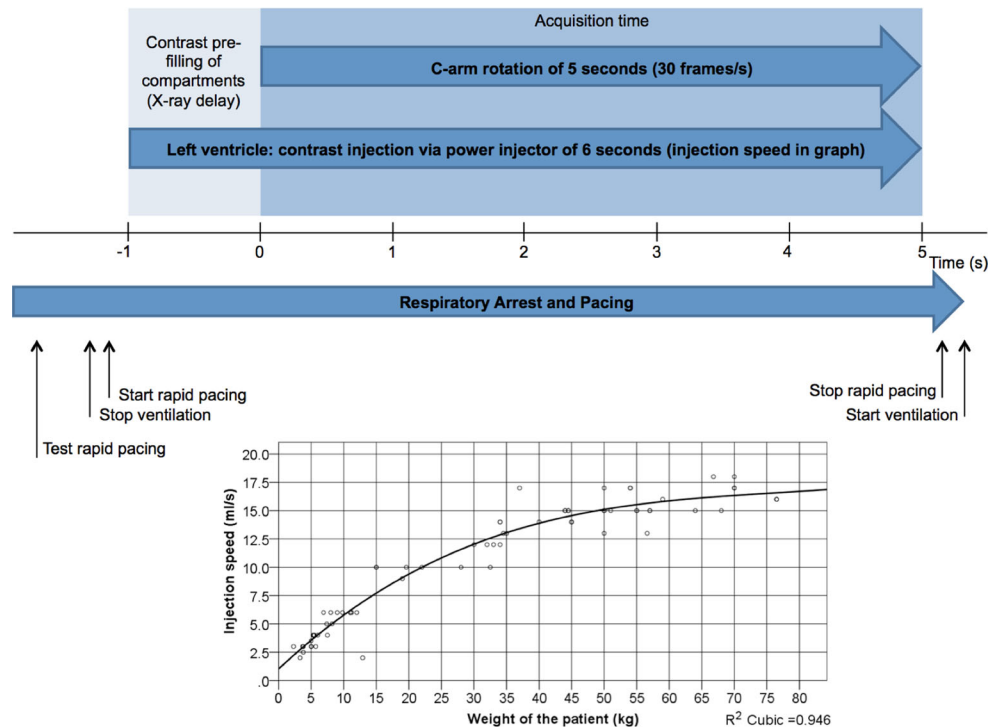 Acquisition time
Contrast pre-
filling of
compartments
(X-ray delay)
C-arm rotation of 5 seconds (30 frames/s)
Left ventricle: contrast injection via power injector of 6 seconds (injection speed in graph)
-1 0 1 2 3 4 5
Time (s)
Respiratory Arrest and Pacing
Start rapid pacing
Stop ventilation
Test rapid pacing
Stop rapid pacing
Start ventilation
Injection speed (ml/s)
20.0
17.5
15.0
12.5
10.0
7.5
5.0
2.5
.0
0 5 10 15 20 25 30 35 40 45 50 55 60 65 70 75 80
Weight of the patient (kg)
R² Cubic =0.946